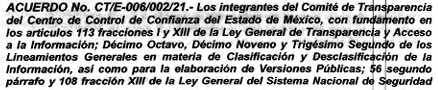 ACUERDO No. CT/E-006/002/21.- Los integrantes del Comité de Transparencia
del Centro de Control de Confianza del Estado de México, con fundamento en
los artículos 113 fracciones I y XIII de la Ley General de Transparencia y Acceso
a la Información; Décimo Octavo, Décimo Noveno y Trigésimo Segundo de los
Lineamientos Generales en materia de Clasificación y Desclasificación de la
Información, así como para la elaboración de Versiones Públicas; 56 segundo
párrafo y 108 fracción XIII de la Ley General del Sistema Nacional de Seguridad